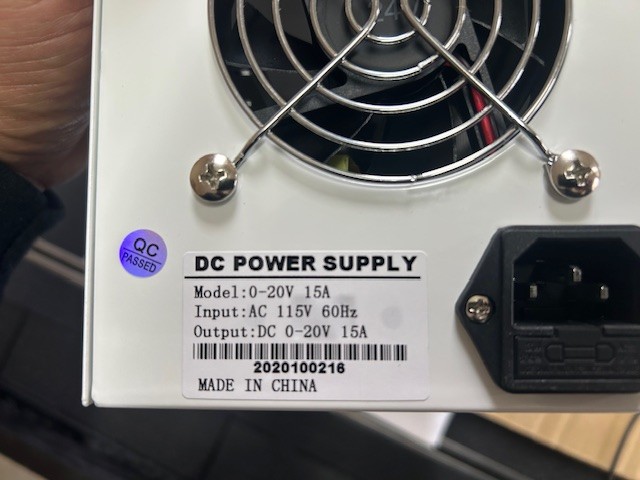 QC
PASSED
DC POWER SUPPLY
Model:0-20V 15A
Input:AC 115V 60Hz
Output:DC 0-20V 15A
2020100216
MADE IN CHINA